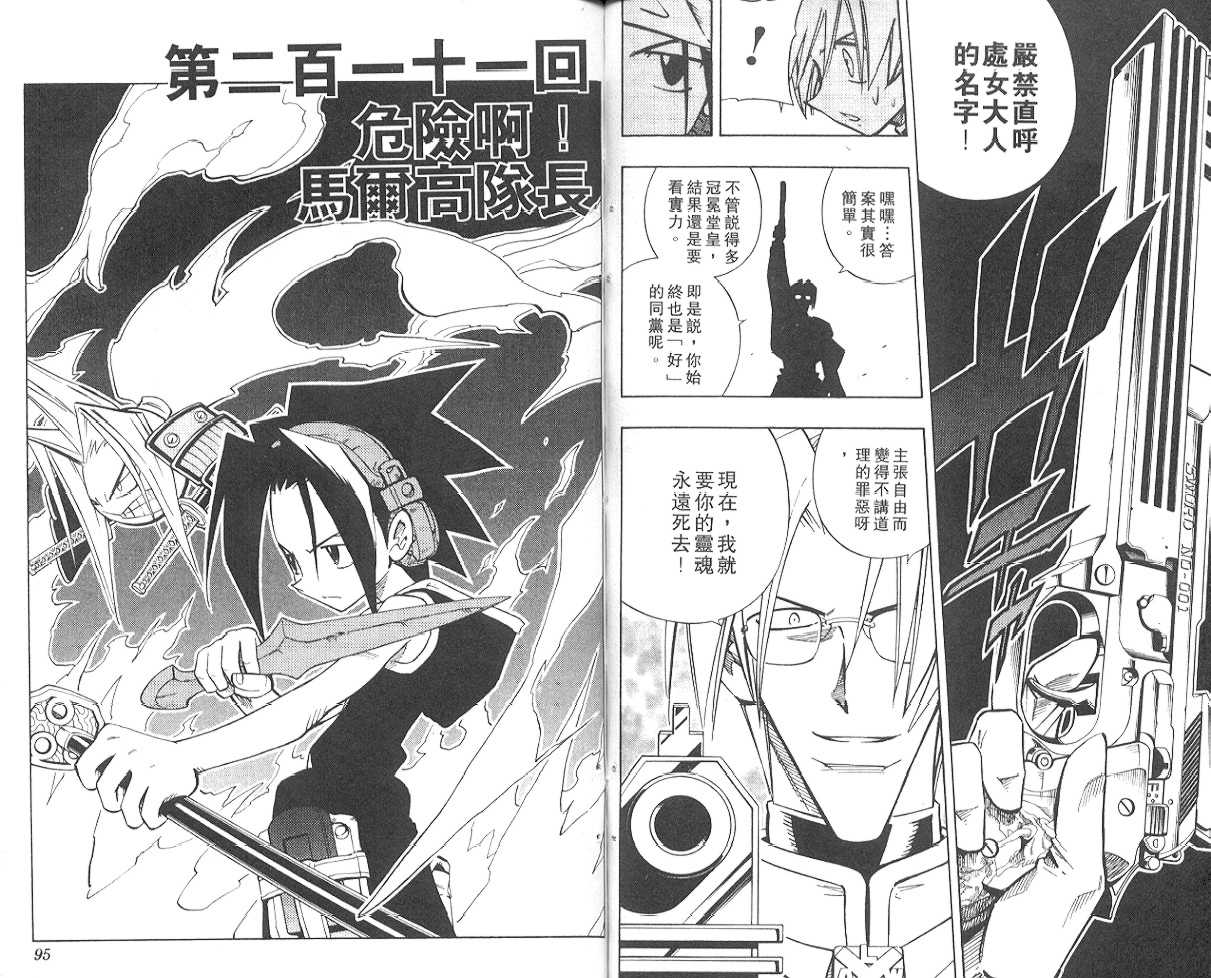 嚴禁直呼
處女大人
的名字！
！
嘿嘿…答
案其實很
簡單。
不管説得多
冠冕堂皇，
結果還是要
看實力。
即是説，你始
終也是「好」
的同黨呢。
主張自由而
變得不講道
理的罪惡呀
，
現在，我就
要你的靈魂
永遠死去！
SWORD NO-001
第二百一十一回
危險啊！
馬爾高隊長
95